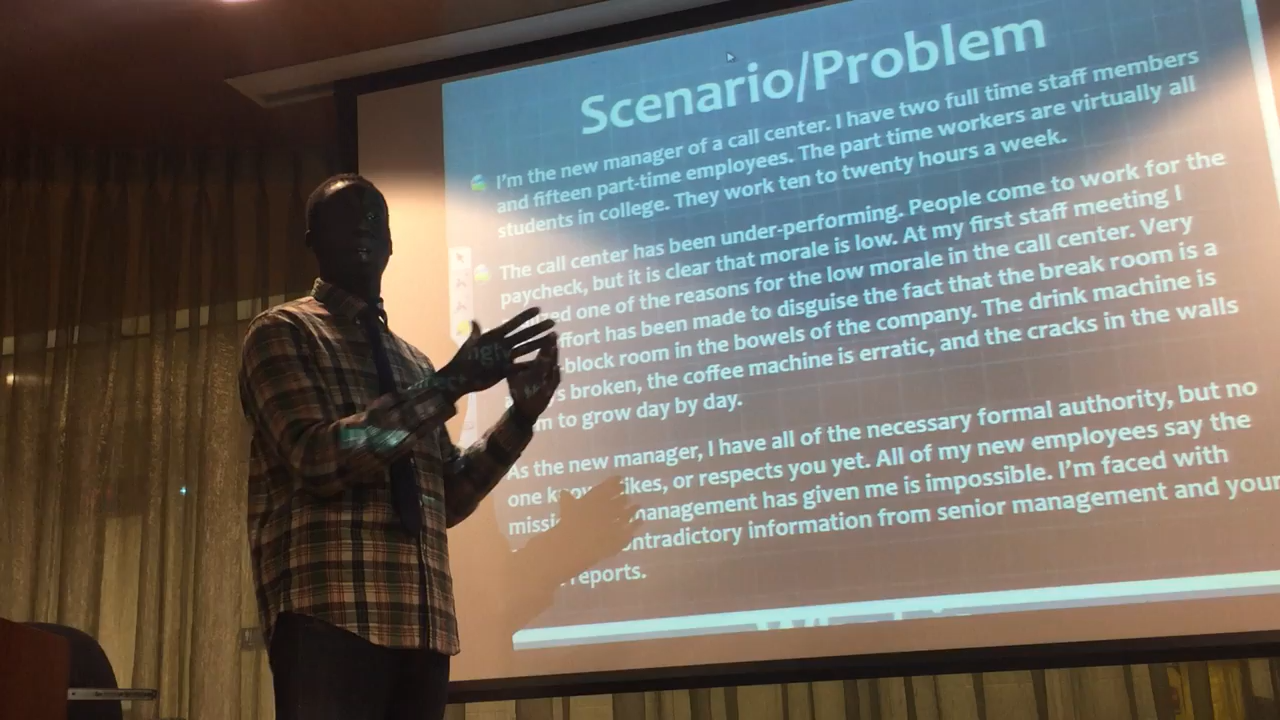 Scenario/Problem
I'm the new manager of a call center. I have two full time staff members
and fifteen part-time employees. The part time workers are virtually all
students in college. They work ten to twenty hours a week.
The call center has been under-performing. People come to work for the
paycheck, but it is clear that morale is low. At my first staff meeting I
one of the reasons for the low morale in the call center. Very
effort has been made to disguise the fact that the break room is a
-block room in the bowels of the company. The drink machine is
broken, the coffee machine is erratic, and the cracks in the walls
to grow day by day.
As the new manager, I have all of the necessary formal authority, but no
one likes, or respects you yet. All of my new employees say the
management has given me is impossible. I'm faced with
contradictory information from senior management and your
reports.